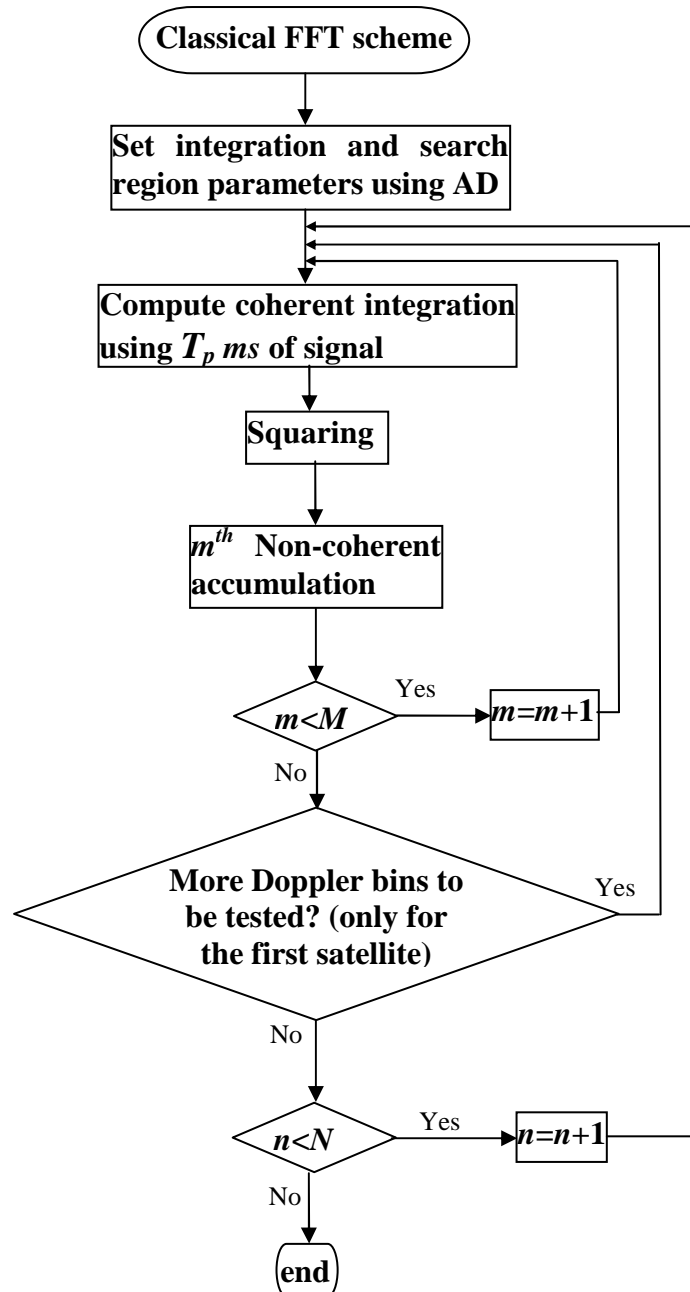 Classical FFT scheme
Set integration and search
region parameters using AD
Compute coherent integration
using Tp ms of signal
Squaring
mth Non-coherent
accumulation
m<M
Yes
m=m+1
No
More Doppler bins to
be tested? (only for
the first satellite)
Yes
No
n<N
Yes
n=n+1
No
end